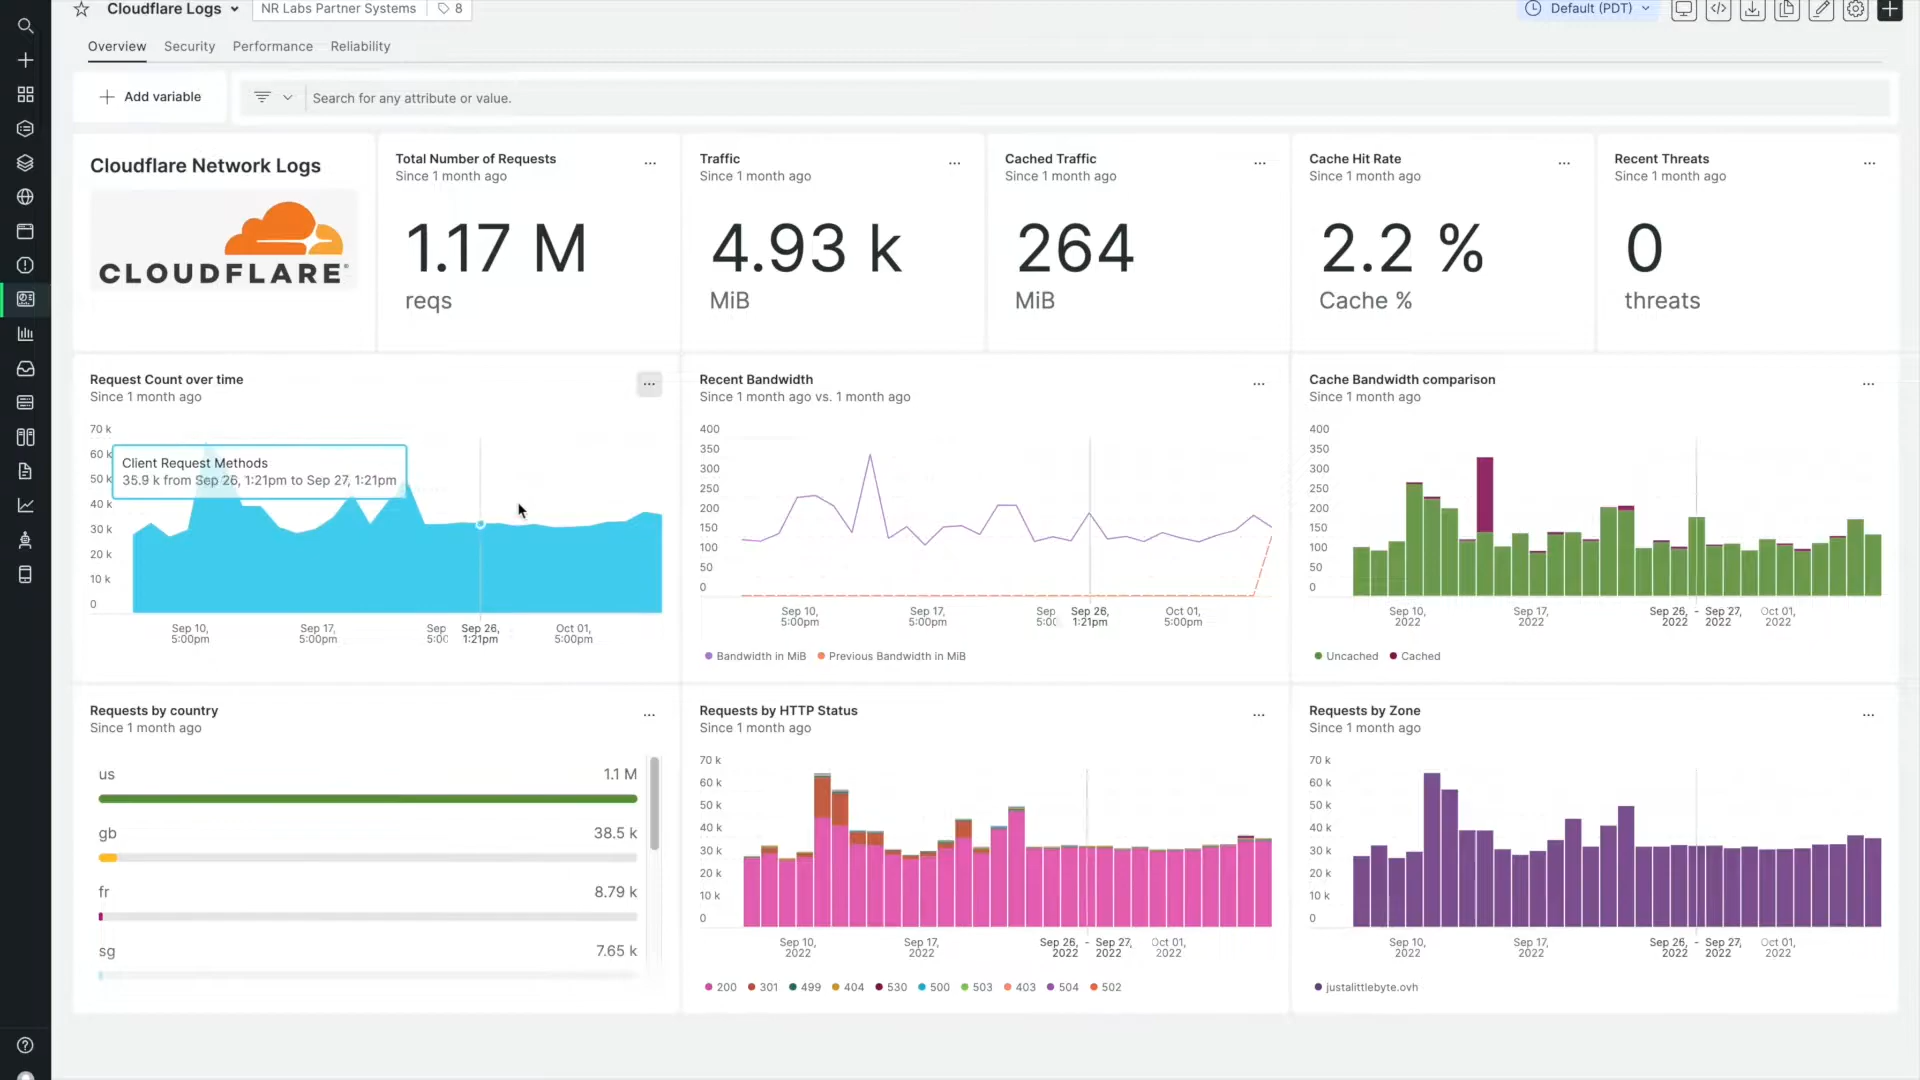 Cloudflare Logs
NR Labs Partner Systems
8
Default (PDT)
Overview
Security
Performance
Reliability
Add variable
Search for any attribute or value.
Cloudflare Network Logs
CLOUDFLARE
Total Number of Requests
Since 1 month ago
1.17 M
reqs
Traffic
Since 1 month ago
4.93 k
MiB
Cached Traffic
Since 1 month ago
264
MiB
Cache Hit Rate
Since 1 month ago
2.2 %
Cache %
Recent Threats
Since 1 month ago
0
threats
Request Count over time
Since 1 month ago
70 k
60 k
50 k
40 k
30 k
20 k
10 k
0
Client Request Methods
35.9 k from Sep 26, 1:21pm to Sep 27, 1:21pm
Sep 10,
5:00pm
Sep 17,
5:00pm
Sep
5:00
Sep 26,
1:21pm
Oct 01,
5:00pm
Recent Bandwidth
Since 1 month ago vs. 1 month ago
400
350
300
250
200
150
100
50
0
Sep 10,
5:00pm
Sep 17,
5:00pm
Sep
5:00
Sep 26,
1:21pm
Oct 01,
5:00pm
Bandwidth in MiB
Previous Bandwidth in MiB
Cache Bandwidth comparison
Since 1 month ago
400
350
300
250
200
150
100
50
0
Sep 10,
2022
Sep 17,
2022
Sep 26, - Sep 27,
2022 2022
Oct 01,
2022
Uncached
Cached
Requests by country
Since 1 month ago
us 1.1 M
gb 38.5 k
fr 8.79 k
sg 7.65 k
Requests by HTTP Status
Since 1 month ago
70 k
60 k
50 k
40 k
30 k
20 k
10 k
0
Sep 10,
2022
Sep 17,
2022
Sep 26, - Sep 27,
2022 2022
Oct 01,
2022
200 301 499 404 530 500 503 403 504 502
Requests by Zone
Since 1 month ago
70 k
60 k
50 k
40 k
30 k
20 k
10 k
0
Sep 10,
2022
Sep 17,
2022
Sep 26, - Sep 27,
2022 2022
Oct 01,
2022
justalittlebyte.ovh